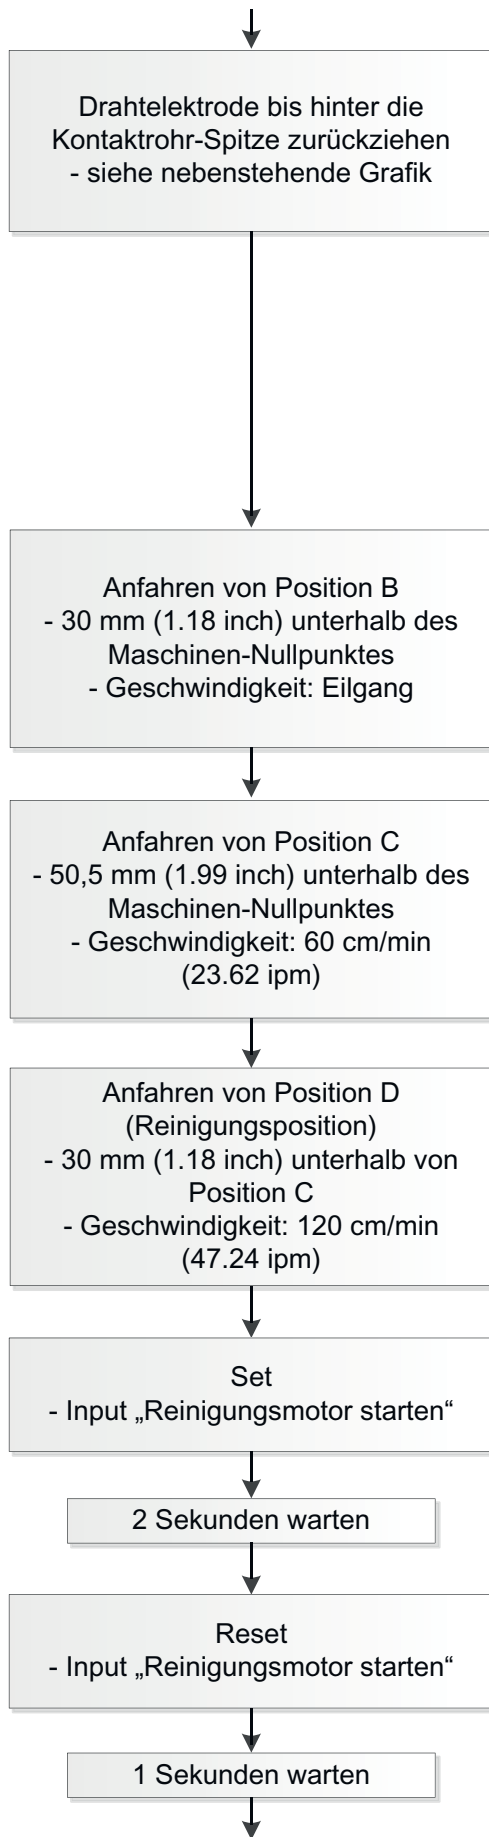 Drahtelektrode bis hinter die
Kontaktrohr-Spitze zurückziehen
- siehe nebenstehende Grafik
Anfahren von Position B
- 30 mm (1.18 inch) unterhalb des
Maschinen-Nullpunktes
- Geschwindigkeit: Eilgang
Anfahren von Position C
- 50,5 mm (1.99 inch) unterhalb des
Maschinen-Nullpunktes
- Geschwindigkeit: 60 cm/min
(23.62 ipm)
Anfahren von Position D
(Reinigungsposition)
- 30 mm (1.18 inch) unterhalb von
Position C
- Geschwindigkeit: 120 cm/min
(47.24 ipm)
Set
- Input „Reinigungsmotor starten“
2 Sekunden warten
Reset
- Input „Reinigungsmotor starten“
1 Sekunden warten